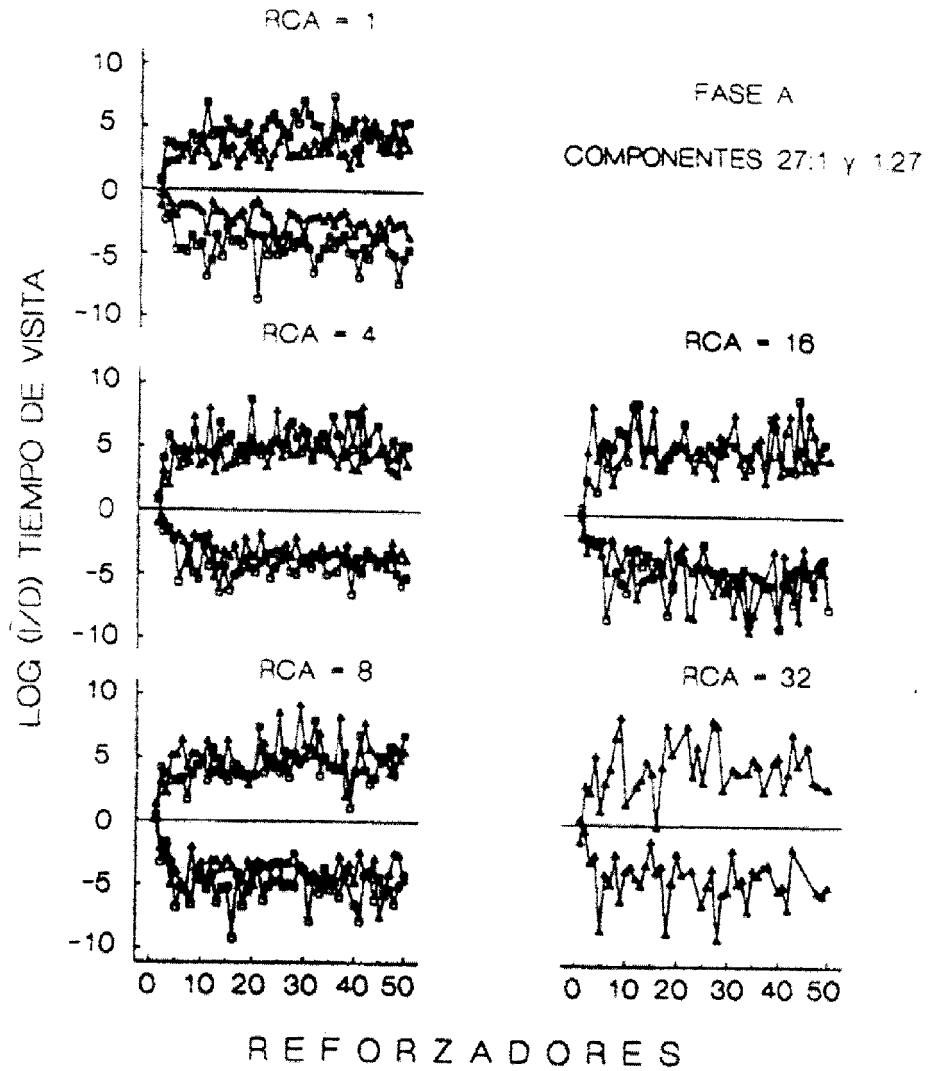 RCA = 1
FASE A
COMPONENTES 27:1 y 1:27
LOG (I/D) TIEMPO DE VISITA
10
5
0
-5
-10
RCA = 4
10
5
0
-5
-10
RCA = 16
RCA = 8
10
5
0
-5
-10
0 10 20 30 40 50
RCA = 32
0 10 20 30 40 50
REFORZADORES